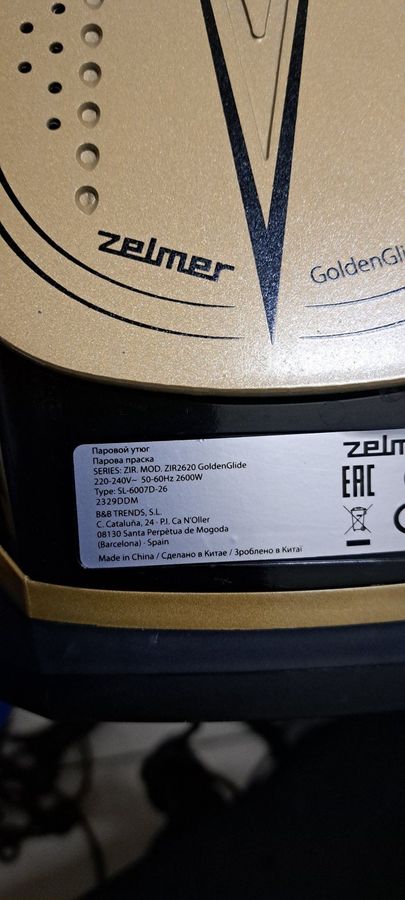 zelmer
GoldenGli
Паровой утюг
Парова праска
SERIES: ZIR. MOD. ZIR2620 GoldenGlide
220-240V~ 50-60Hz 2600W
Type: SL-6007D-26
2329DDM
B&B TRENDS, S.L.
C. Cataluña, 24 - P.I. Ca N'Oller
08130 Santa Perpètua de Mogoda
(Barcelona) - Spain
Made in China / Сделано в Китае / Зроблено в Китаї
zelm
EAC